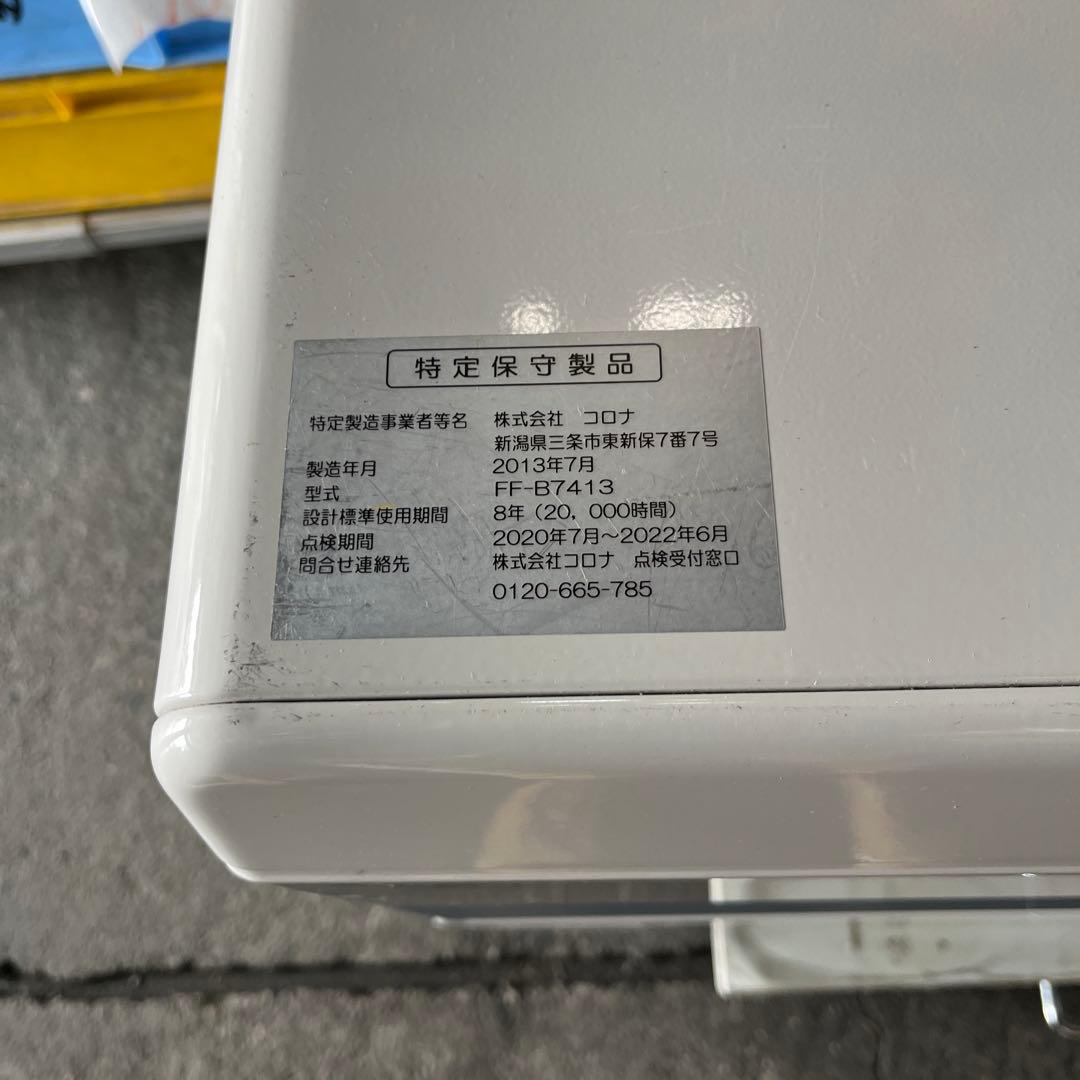 特定保守製品
特定製造事業者等名 株式会社 コロナ
新潟県三条市東新保7番7号
製造年月 2013年7月
型式 FF-B7413
設計標準使用期間 8年（20，000時間）
点検期間 2020年7月～2022年6月
問合せ連絡先 株式会社コロナ 点検受付窓口
0120-665-785